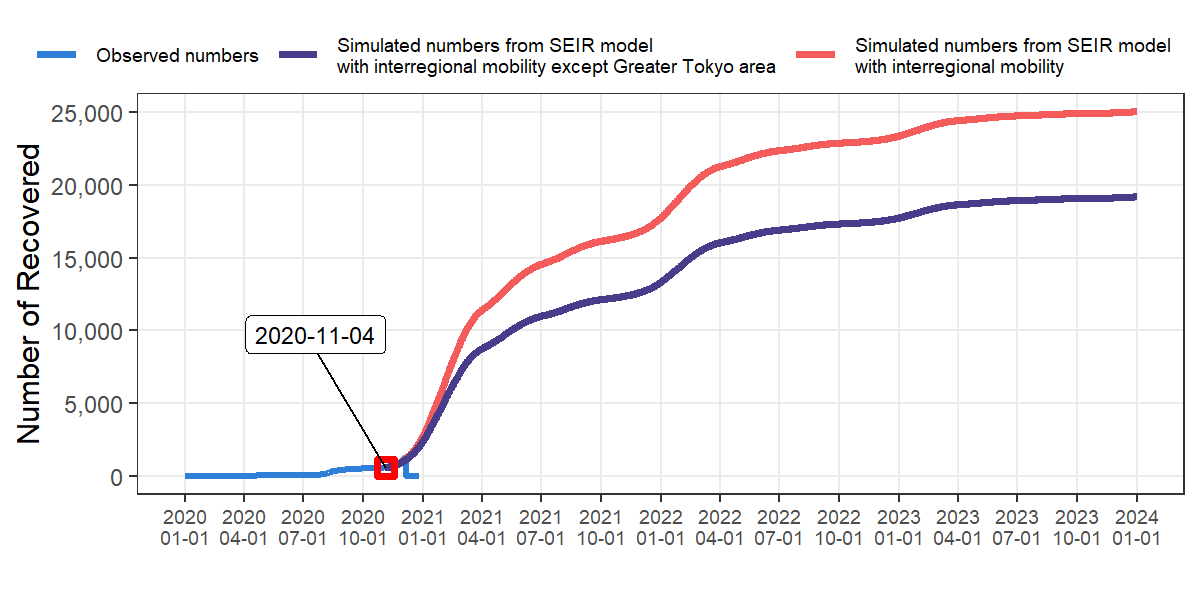 Observed numbers
Simulated numbers from SEIR model
with interregional mobility except Greater Tokyo area
Simulated numbers from SEIR model
with interregional mobility
Number of Recovered
25,000
20,000
15,000
10,000
5,000
0
2020-11-04
2020 2020 2020 2020 2021 2021 2021 2021 2022 2022 2022 2022 2023 2023 2023 2023 2024
01-01 04-01 07-01 10-01 01-01 04-01 07-01 10-01 01-01 04-01 07-01 10-01 01-01 04-01 07-01 10-01 01-01